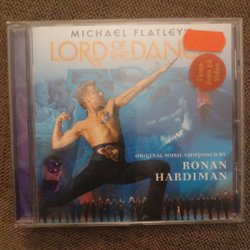 MICHAEL FLATLEY'S
LORD OF THE DANCE
ORIGINAL MUSIC COMPOSED BY
RONAN
HARDIMAN